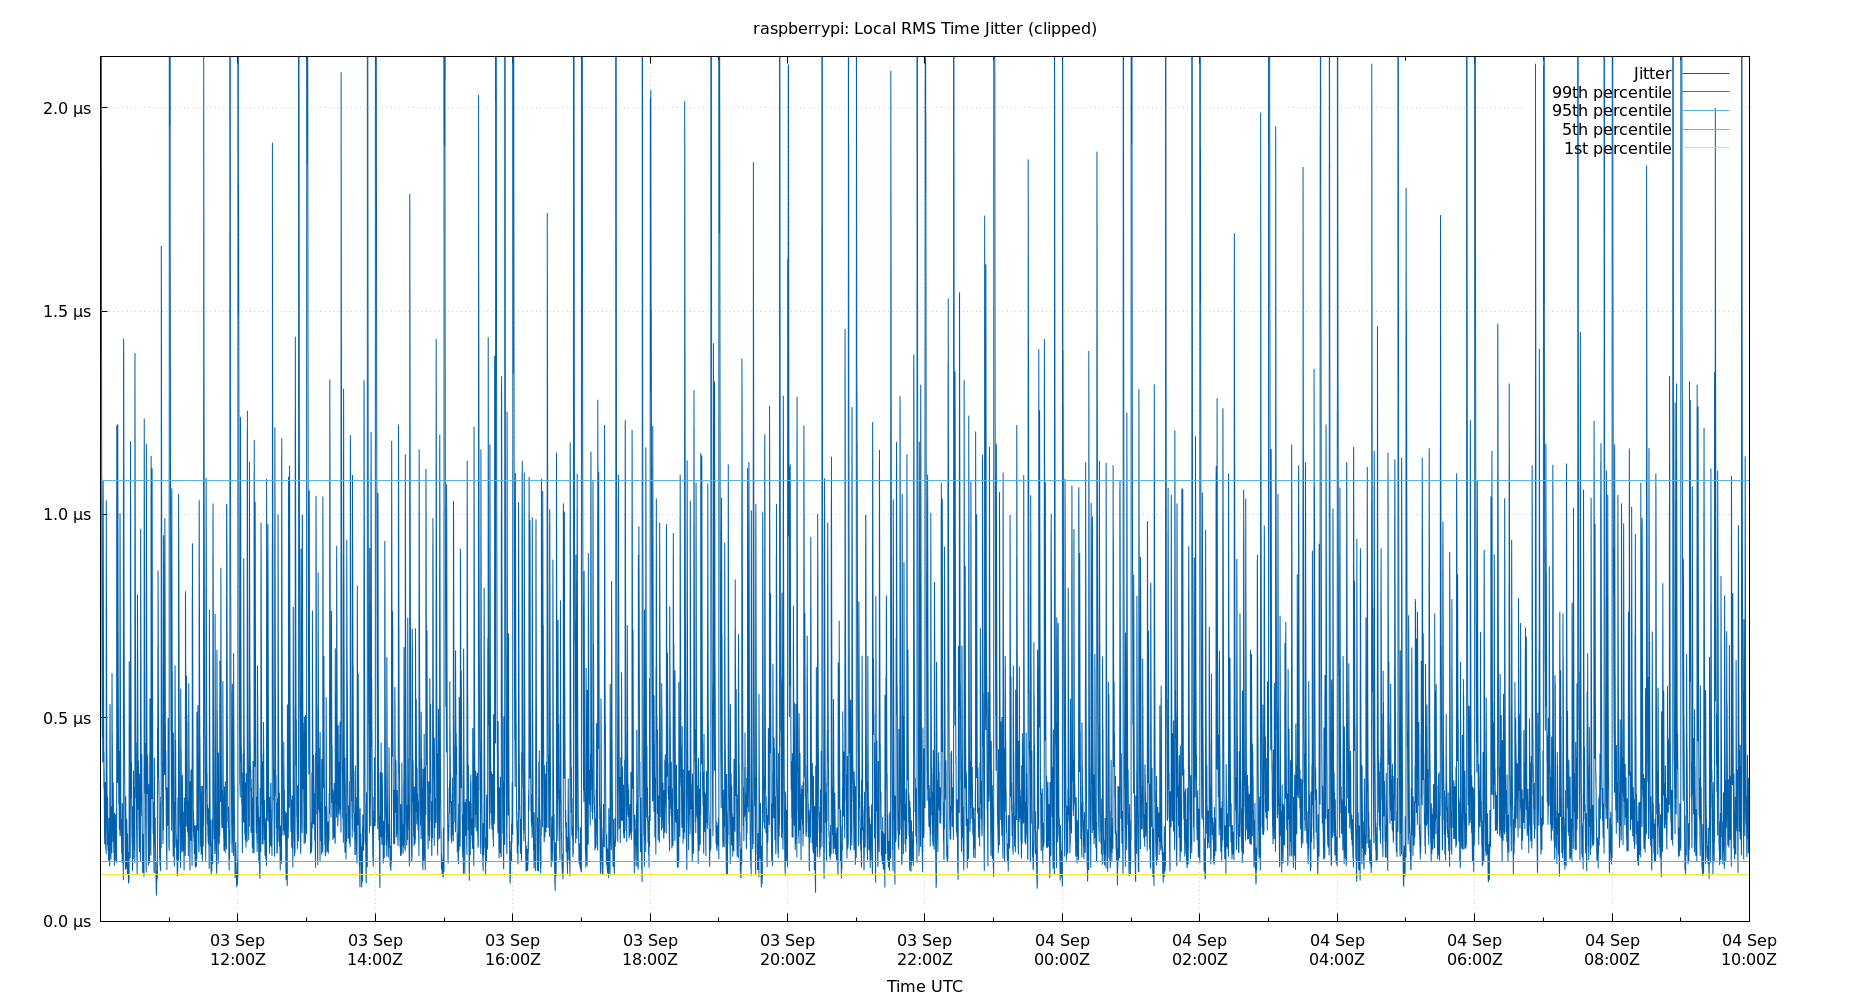 raspberrypi: Local RMS Time Jitter (clipped)
Jitter
99th percentile
95th percentile
5th percentile
1st percentile
2.0 µs
1.5 µs
1.0 µs
0.5 µs
0.0 µs
03 Sep 03 Sep 03 Sep 03 Sep 03 Sep 03 Sep 04 Sep 04 Sep 04 Sep 04 Sep 04 Sep 04 Sep
12:00Z 14:00Z 16:00Z 18:00Z 20:00Z 22:00Z 00:00Z 02:00Z 04:00Z 06:00Z 08:00Z 10:00Z
Time UTC